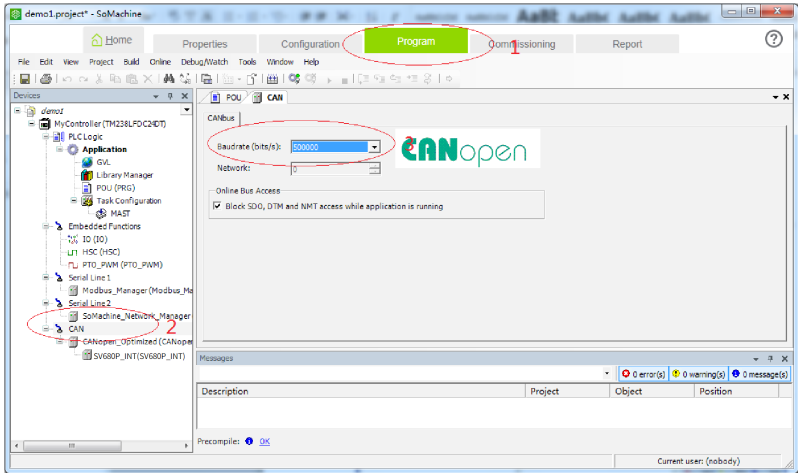 demo1.project* - SoMachine
Home
Properties
Configuration
Program
1
Commissioning
Report
File Edit View Project Build Online Debug/Watch Tools Window Help
Devices
POU
CAN
demo1
MyController (TM238LFDC24DT)
PLC Logic
Application
GVL
Library Manager
POU (PRG)
Task Configuration
MAST
Embedded Functions
IO (IO)
HSC (HSC)
PTO_PWM (PTO_PWM)
Serial Line 1
Modbus_Manager (Modbus_Ma
Serial Line 2
SoMachine_Network_Manager
CAN
2
CANopen_Optimized (CANoper
SV680P_INT(SV680P_INT)
CANbus
Baudrate (bits/s): 500000
3
CANopen
Network: 0
Online Bus Access
Block SDO, DTM and NMT access while application is running
Messages
0 error(s) 0 warning(s) 0 message(s)
Description Project Object Position
Precompile: OK
Current user: (nobody)